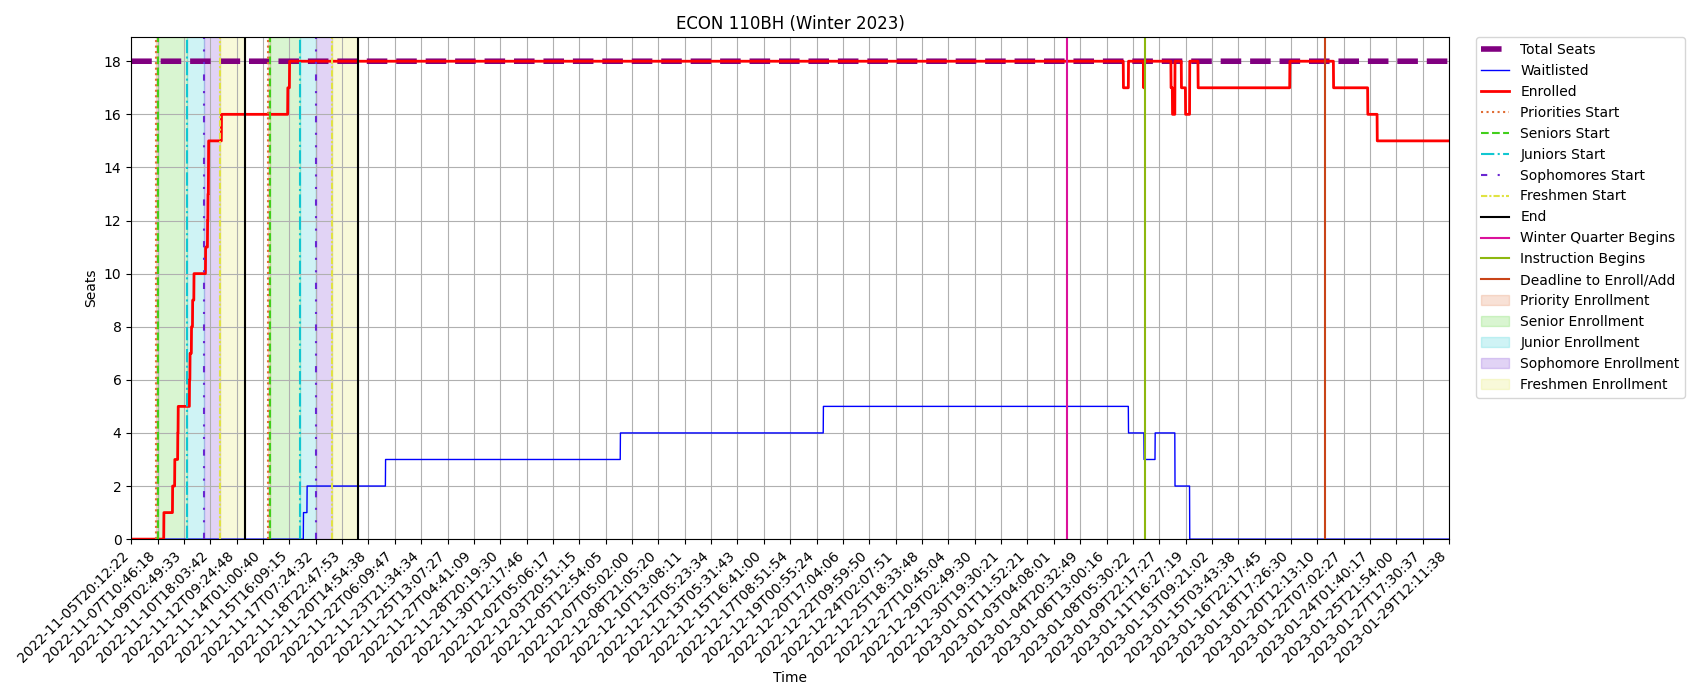 ECON 110BH (Winter 2023)
Seats
18
16
14
12
10
8
6
4
2
0
2022-11-05T20:12:22
2022-11-07T10:46:18
2022-11-09T02:49:33
2022-11-10T18:03:42
2022-11-12T09:24:48
2022-11-14T01:00:40
2022-11-15T16:09:15
2022-11-17T07:24:32
2022-11-18T22:47:53
2022-11-20T14:54:38
2022-11-22T06:09:47
2022-11-23T21:34:34
2022-11-25T13:07:27
2022-11-27T04:41:09
2022-11-28T20:19:30
2022-11-30T12:17:46
2022-12-02T05:06:17
2022-12-03T20:51:15
2022-12-05T12:54:05
2022-12-07T05:02:00
2022-12-08T21:05:20
2022-12-10T13:08:11
2022-12-12T05:23:34
2022-12-13T05:31:43
2022-12-15T16:41:00
2022-12-17T08:51:54
2022-12-19T00:55:24
2022-12-20T17:04:06
2022-12-22T09:59:50
2022-12-24T02:07:51
2022-12-25T18:33:48
2022-12-27T10:45:04
2022-12-29T02:49:30
2022-12-30T19:30:21
2023-01-01T11:52:21
2023-01-03T04:08:01
2023-01-04T20:32:49
2023-01-06T13:00:16
2023-01-08T05:30:22
2023-01-09T22:17:27
2023-01-11T16:27:19
2023-01-13T09:21:02
2023-01-15T03:43:38
2023-01-16T22:17:45
2023-01-18T17:26:30
2023-01-20T12:13:10
2023-01-22T07:02:27
2023-01-24T01:40:17
2023-01-25T21:54:00
2023-01-27T17:30:37
2023-01-29T12:11:38
Time
Total Seats
Waitlisted
Enrolled
Priorities Start
Seniors Start
Juniors Start
Sophomores Start
Freshmen Start
End
Winter Quarter Begins
Instruction Begins
Deadline to Enroll/Add
Priority Enrollment
Senior Enrollment
Junior Enrollment
Sophomore Enrollment
Freshmen Enrollment